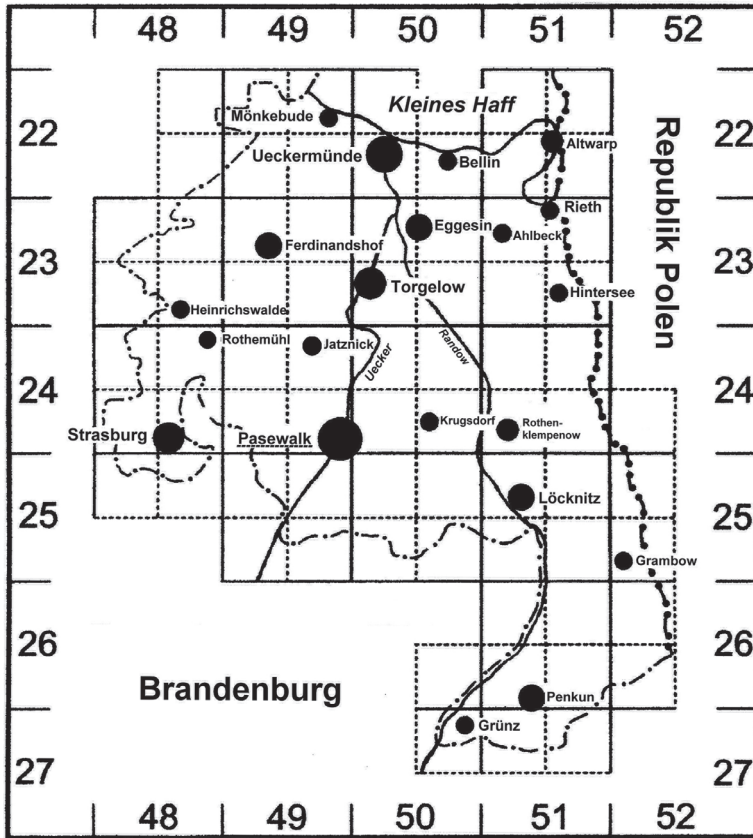 48 49 50 51 52
Kleines Haff
Mönkebude
22 22
Ueckermünde
Bellin
Altwarp
Republik Polen
Rieth
Eggesin
Ahlbeck
Ferdinandshof
23 23
Torgelow
Hintersee
Heinrichswalde
Rothemühl
Jatznick
Uecker
Randow
24 24
Krugsdorf
Rothen-
klempenow
Strasburg
Pasewalk
Löcknitz
25 25
Grambow
26 26
Brandenburg
Penkun
Grünz
27 27
48 49 50 51 52